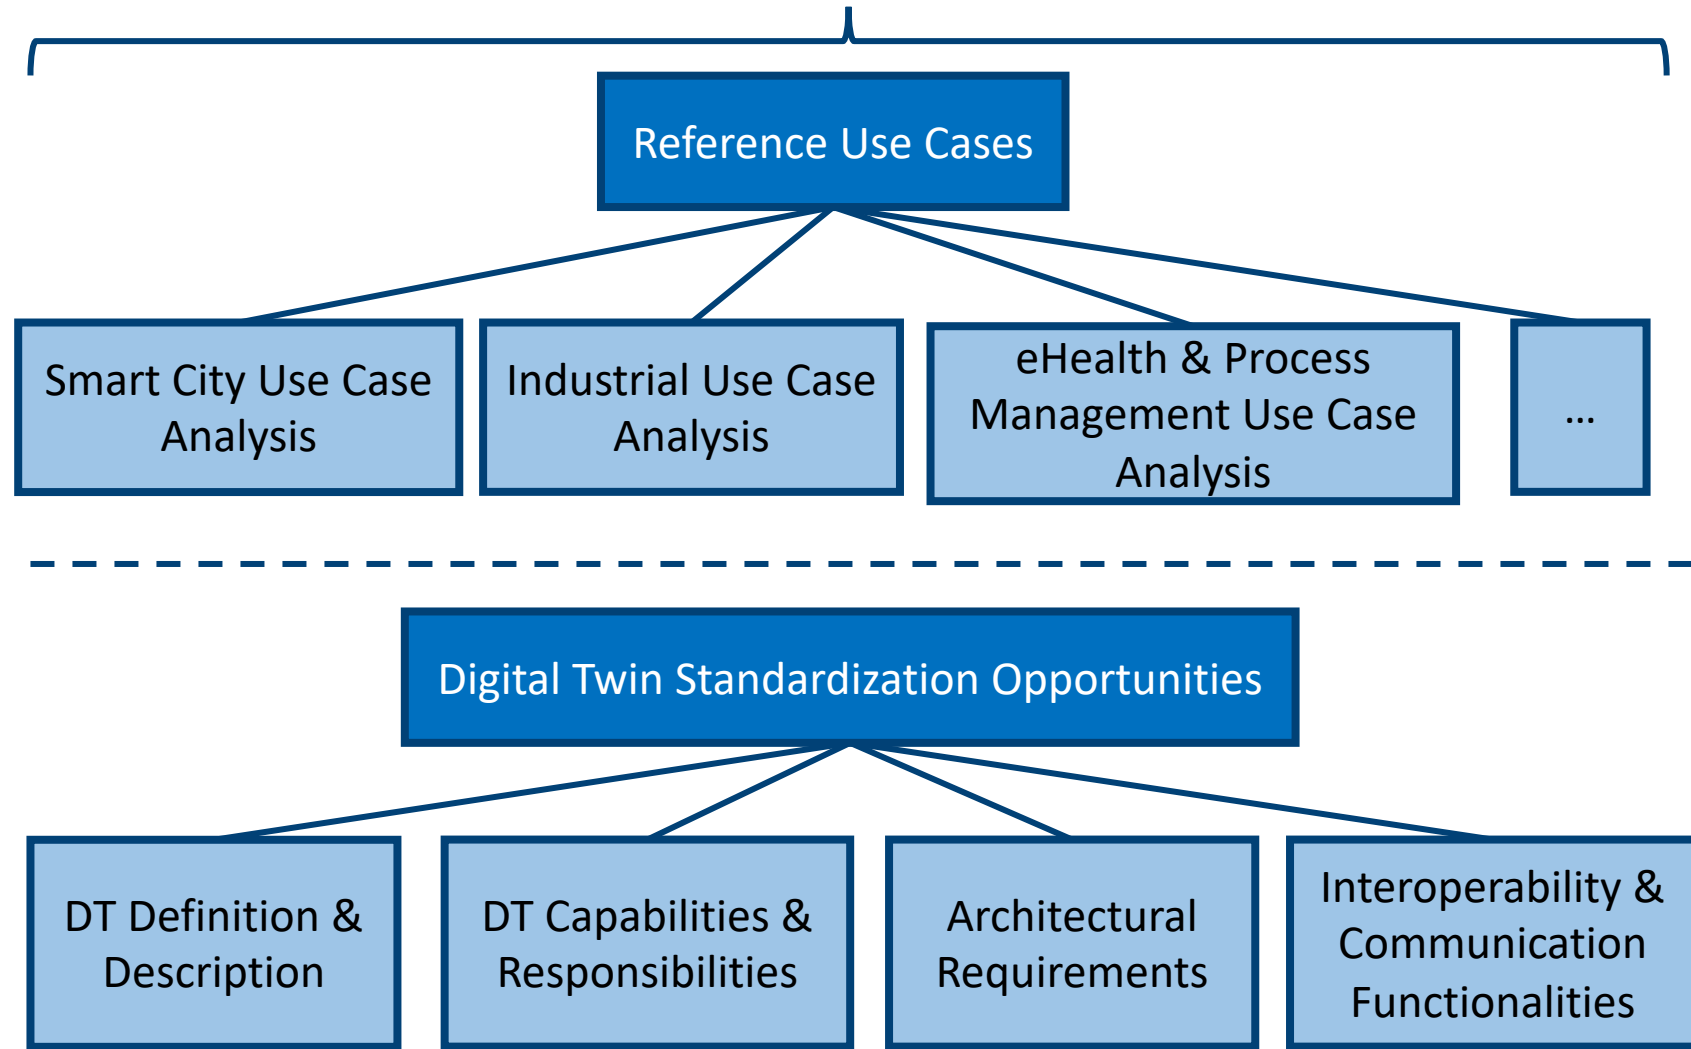 Reference Use Cases
Smart City Use Case
Analysis
Industrial Use Case
Analysis
eHealth & Process
Management Use Case
Analysis
...
Digital Twin Standardization Opportunities
DT Definition &
Description
DT Capabilities &
Responsibilities
Architectural
Requirements
Interoperability &
Communication
Functionalities